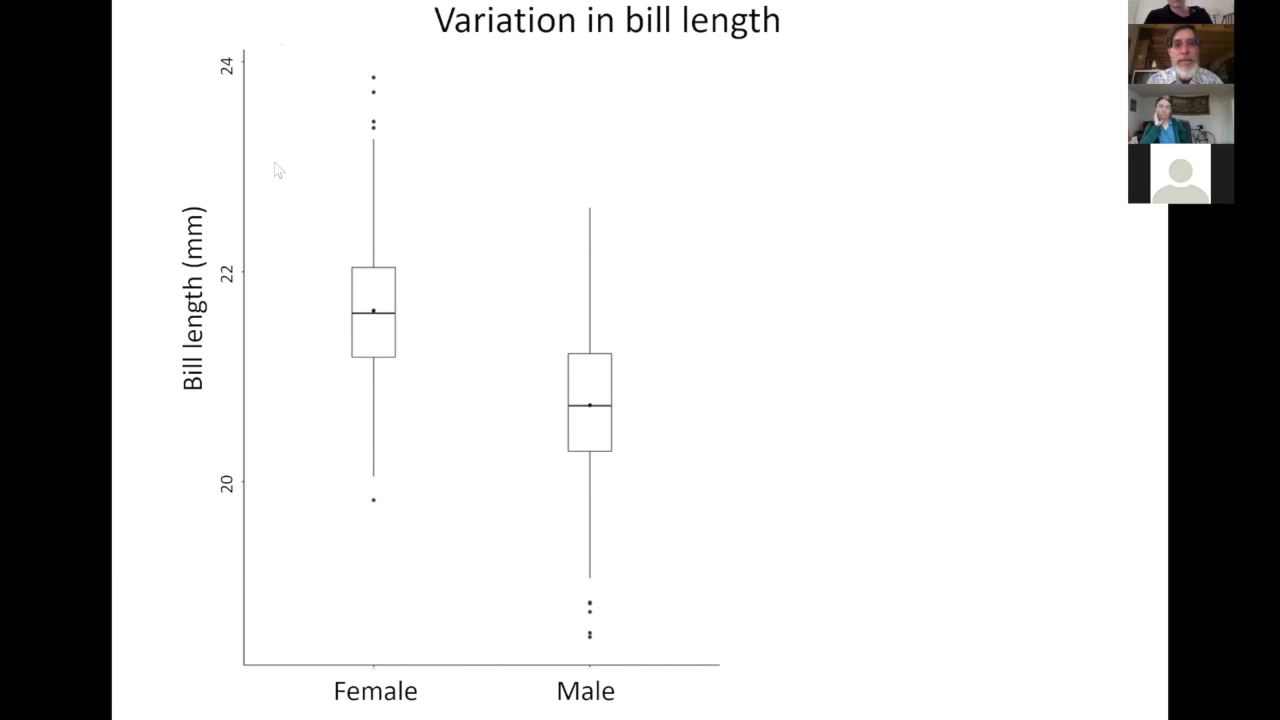 Variation in bill length
Bill length (mm)
24
22
20
Female
Male